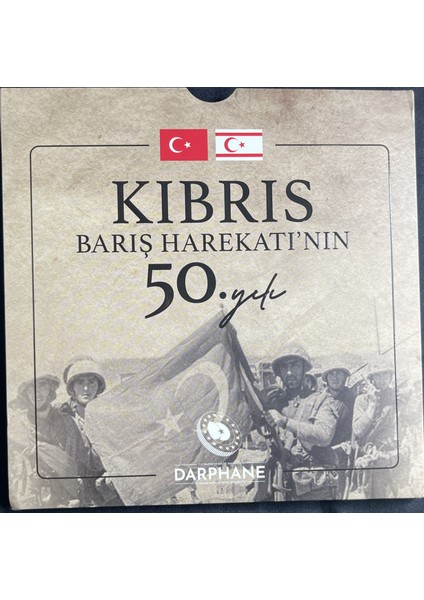 KIBRIS
BARIŞ HAREKATI'NIN
50.yılı
DARPHANE